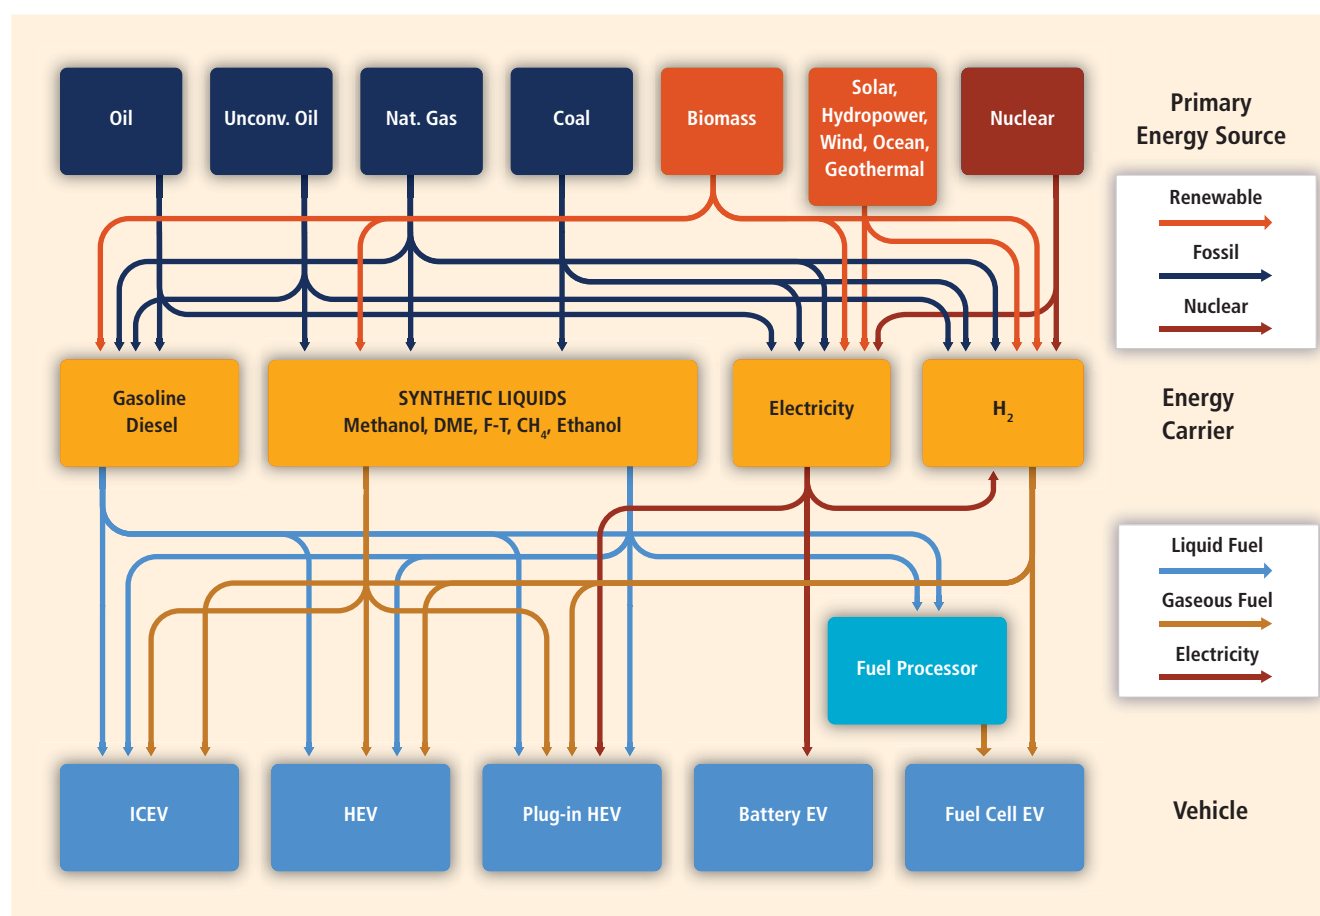 Oil
Unconv. Oil
Nat. Gas
Coal
Biomass
Solar,
Hydropower,
Wind, Ocean,
Geothermal
Nuclear
Primary
Energy Source
Renewable
Fossil
Nuclear
Gasoline
Diesel
SYNTHETIC LIQUIDS
Methanol, DME, F-T, CH4, Ethanol
Electricity
H2
Energy
Carrier
Liquid Fuel
Gaseous Fuel
Electricity
Fuel Processor
ICEV
HEV
Plug-in HEV
Battery EV
Fuel Cell EV
Vehicle